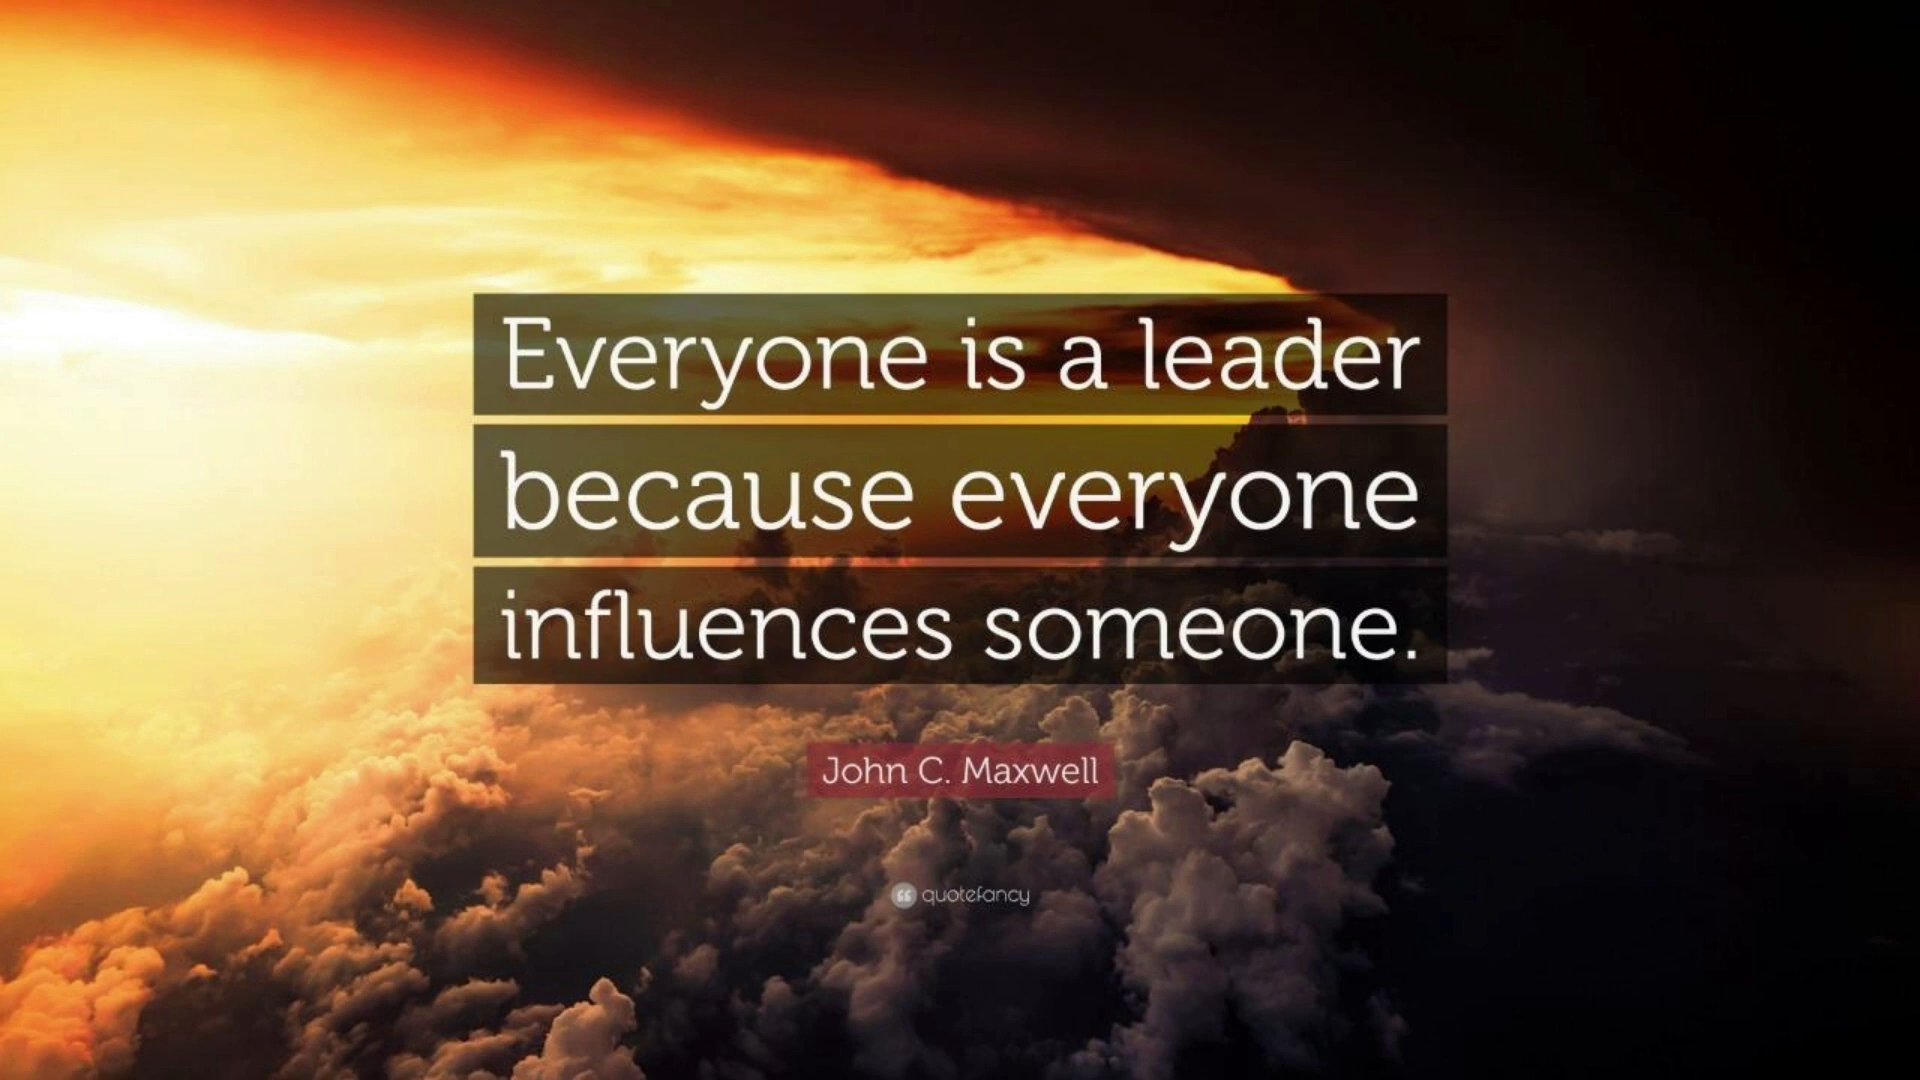 Everyone is a leader
because everyone
influences someone.
John C. Maxwell
quotefancy